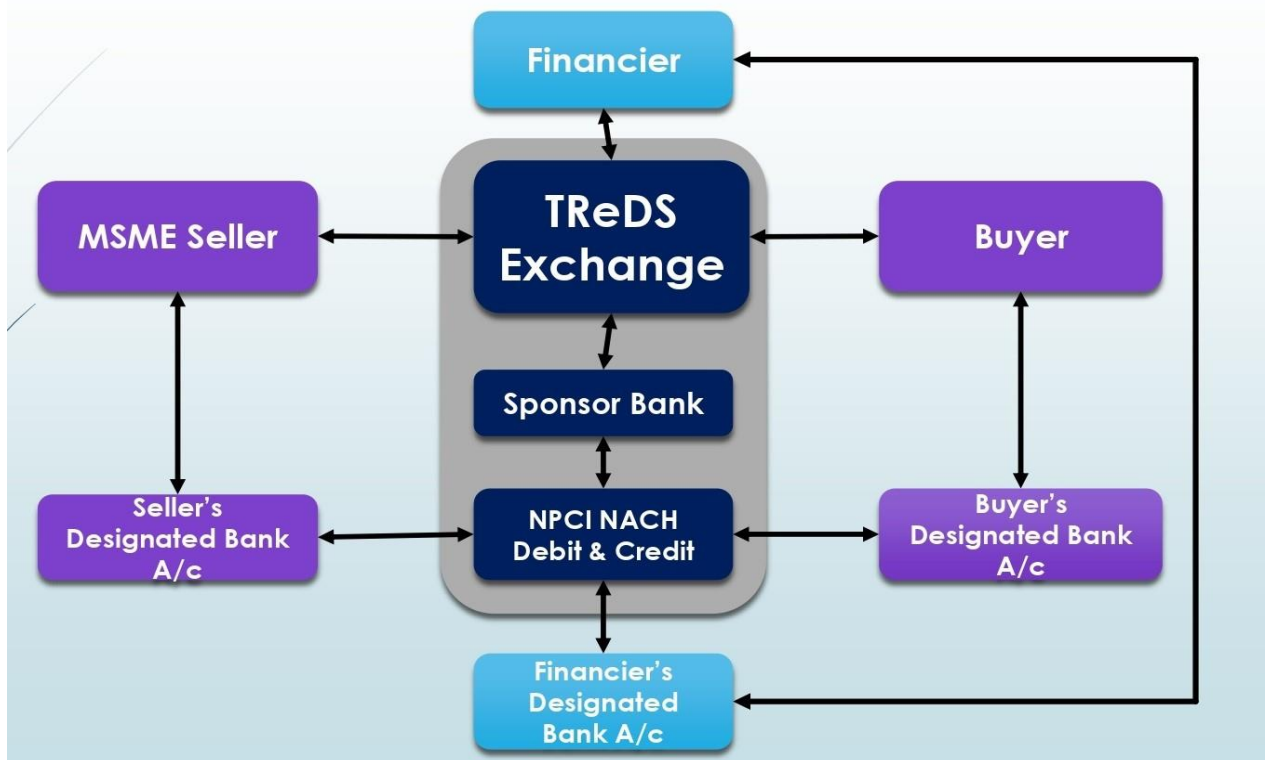 Financier
TReDS
Exchange
MSME Seller
Buyer
Sponsor Bank
Seller's
Designated Bank
A/c
NPCI NACH
Debit & Credit
Buyer's
Designated Bank
A/c
Financier's
Designated
Bank A/c